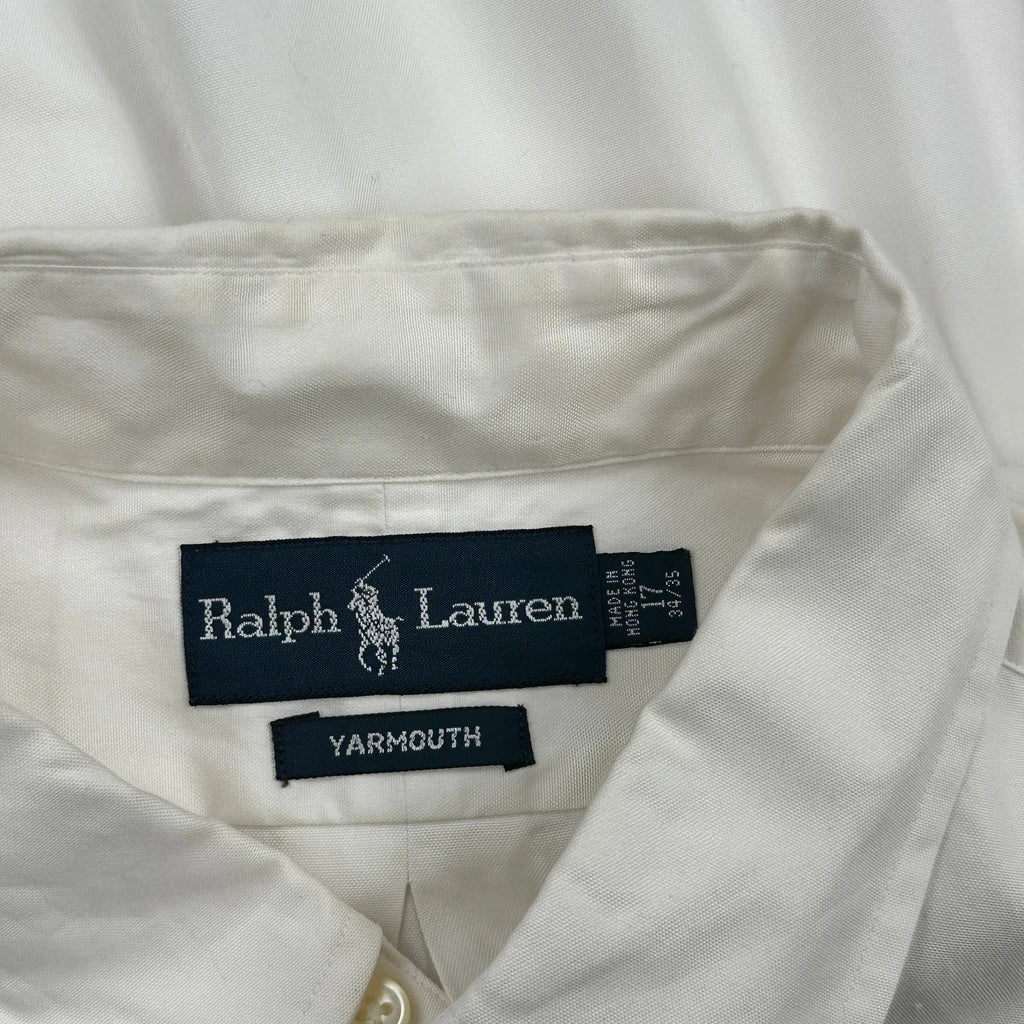 Ralph Lauren
MADE IN
HONG KONG
17
34/35
YARMOUTH